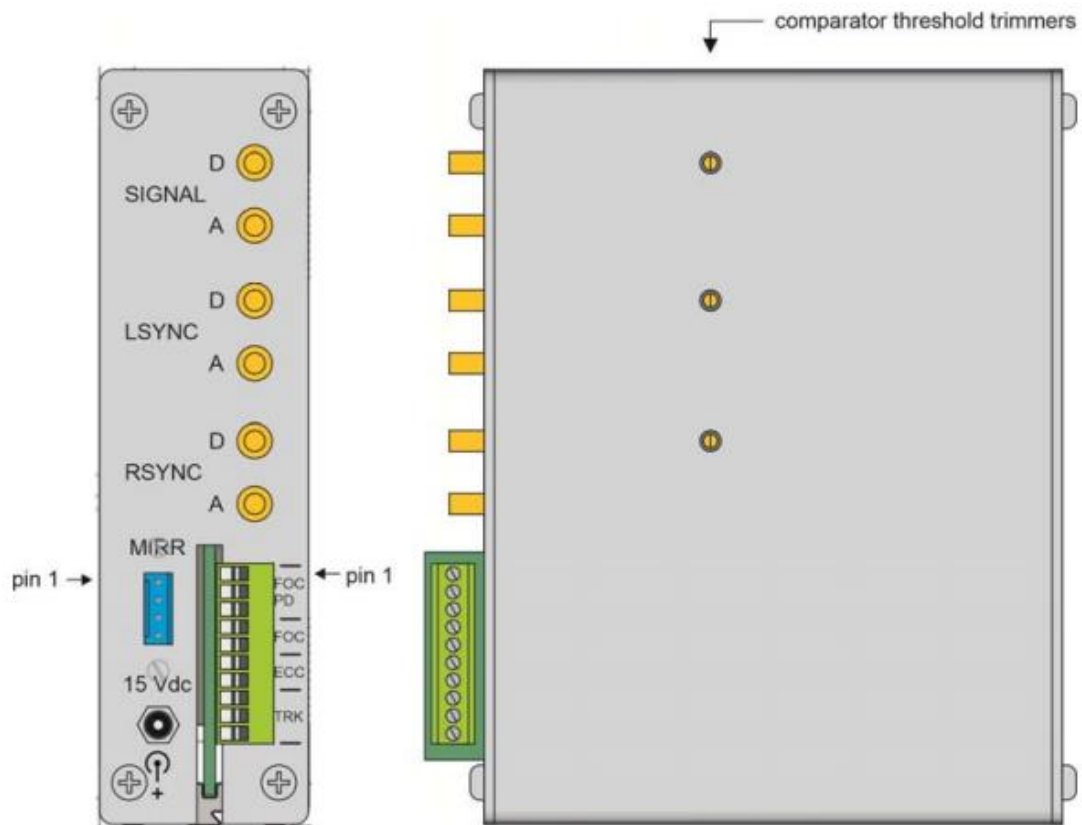 comparator threshold trimmers
D
SIGNAL
A
D
LSYNC
A
D
RSYNC
A
MIRR
pin 1
pin 1
FOC
PD
FOC
ECC
15 Vdc
TRK
+